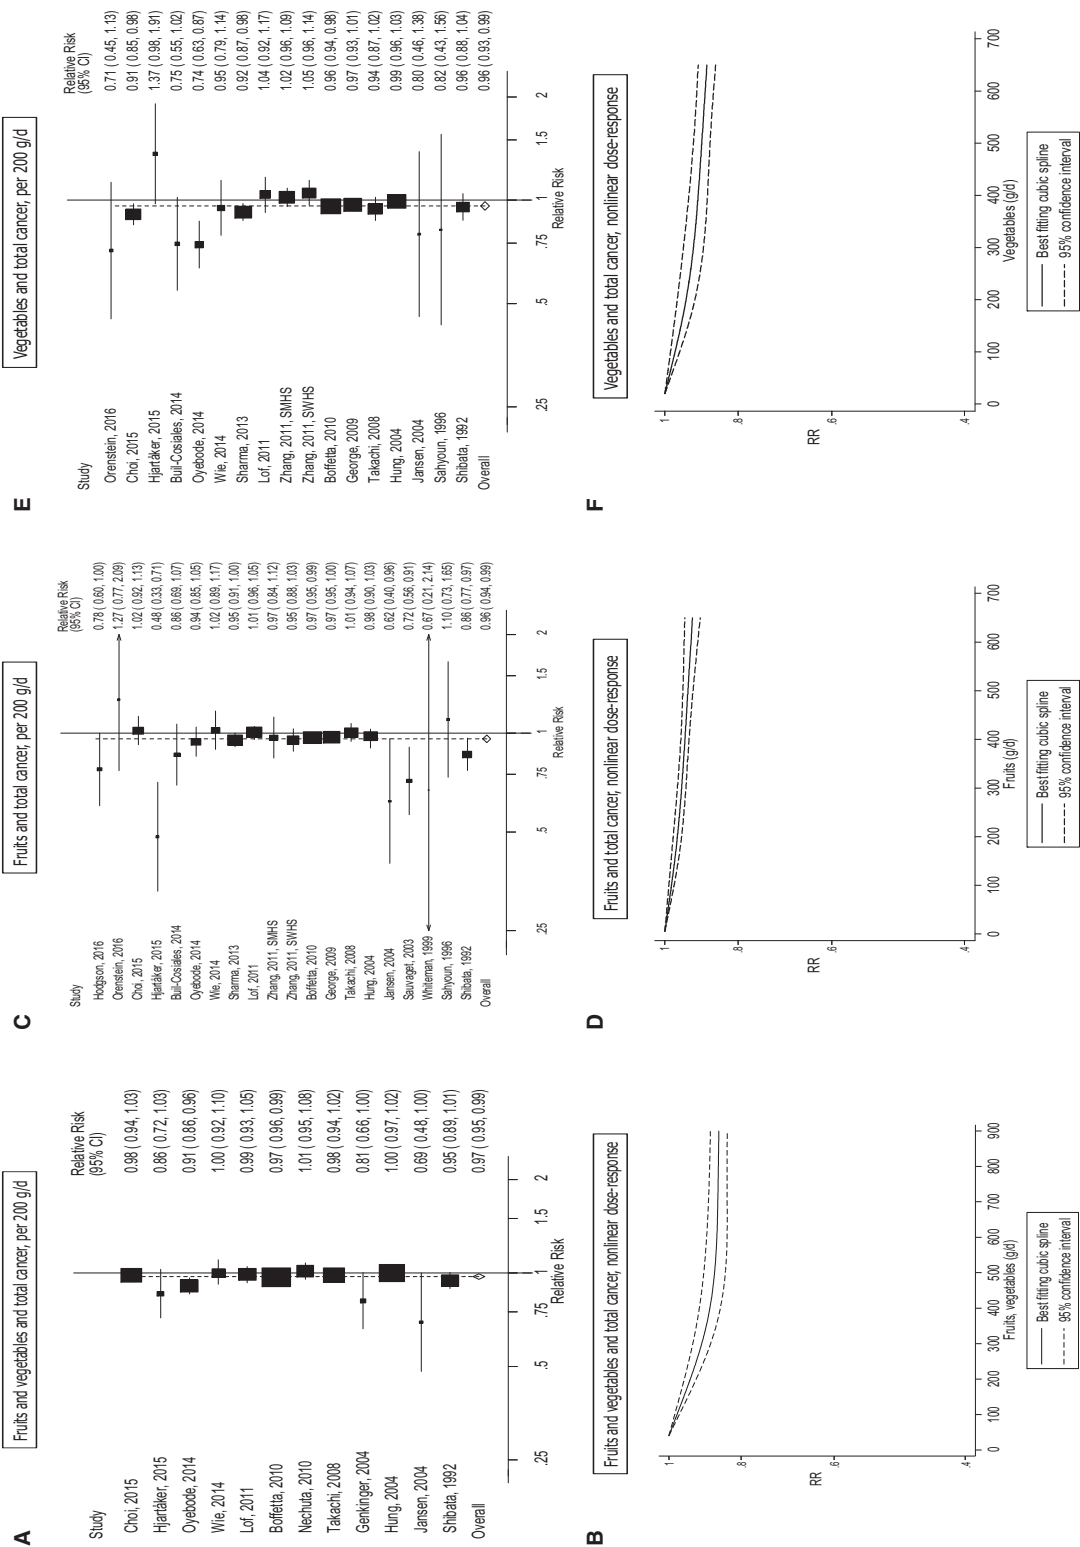 A
Fruits and vegetables and total cancer, per 200 g/d
Relative Risk
Study (95% CI)
Choi, 2015 0.98 ( 0.94, 1.03)
Hjartåker, 2015 0.86 ( 0.72, 1.03)
Oyebode, 2014 0.91 ( 0.86, 0.96)
Wie, 2014 1.00 ( 0.92, 1.10)
Lof, 2011 0.99 ( 0.93, 1.05)
Boffetta, 2010 0.97 ( 0.96, 0.99)
Nechuta, 2010 1.01 ( 0.95, 1.08)
Takachi, 2008 0.98 ( 0.94, 1.02)
Genkinger, 2004 0.81 ( 0.66, 1.00)
Hung, 2004 1.00 ( 0.97, 1.02)
Jansen, 2004 0.69 ( 0.48, 1.00)
Shibata, 1992 0.95 ( 0.89, 1.01)
Overall 0.97 ( 0.95, 0.99)
.25 .5 .75 1 1.5 2
Relative Risk
B
Fruits and vegetables and total cancer, nonlinear dose-response
1
.8
.6
.4
RR
0 100 200 300 400 500 600 700 800 900
Fruits, vegetables (g/d)
Best fitting cubic spline
95% confidence interval
C
Fruits and total cancer, per 200 g/d
Relative Risk
Study (95% CI)
Hodgson, 2016 0.78 ( 0.60, 1.00)
Orenstein, 2016 1.27 ( 0.77, 2.09)
Choi, 2015 1.02 ( 0.92, 1.13)
Hjartåker, 2015 0.48 ( 0.33, 0.71)
Buil-Cosiales, 2014 0.86 ( 0.69, 1.07)
Oyebode, 2014 0.94 ( 0.85, 1.05)
Wie, 2014 1.02 ( 0.89, 1.17)
Sharma, 2013 0.95 ( 0.91, 1.00)
Lof, 2011 1.01 ( 0.96, 1.05)
Zhang, 2011, SMHS 0.97 ( 0.84, 1.12)
Zhang, 2011, SWHS 0.95 ( 0.88, 1.03)
Boffetta, 2010 0.97 ( 0.95, 0.99)
George, 2009 0.97 ( 0.95, 1.00)
Takachi, 2008 1.01 ( 0.94, 1.07)
Hung, 2004 0.98 ( 0.90, 1.03)
Jansen, 2004 0.62 ( 0.40, 0.96)
Sauvaget, 2003 0.72 ( 0.56, 0.91)
Whiteman, 1999 0.67 ( 0.21, 2.14)
Sahyoun, 1996 1.10 ( 0.73, 1.65)
Shibata, 1992 0.86 ( 0.77, 0.97)
Overall 0.96 ( 0.94, 0.99)
.25 .5 .75 1 1.5 2
Relative Risk
D
Fruits and total cancer, nonlinear dose-response
1
.8
.6
.4
RR
0 100 200 300 400 500 600 700
Fruits (g/d)
Best fitting cubic spline
95% confidence interval
E
Vegetables and total cancer, per 200 g/d
Relative Risk
Study (95% CI)
Orenstein, 2016 0.71 ( 0.45, 1.13)
Choi, 2015 0.91 ( 0.85, 0.98)
Hjartåker, 2015 1.37 ( 0.98, 1.91)
Buil-Cosiales, 2014 0.75 ( 0.55, 1.02)
Oyebode, 2014 0.74 ( 0.63, 0.87)
Wie, 2014 0.95 ( 0.79, 1.14)
Sharma, 2013 0.92 ( 0.87, 0.98)
Lof, 2011 1.04 ( 0.92, 1.17)
Zhang, 2011, SMHS 1.02 ( 0.96, 1.09)
Zhang, 2011, SWHS 1.05 ( 0.96, 1.14)
Boffetta, 2010 0.96 ( 0.94, 0.98)
George, 2009 0.97 ( 0.93, 1.01)
Takachi, 2008 0.94 ( 0.87, 1.02)
Hung, 2004 0.99 ( 0.96, 1.03)
Jansen, 2004 0.80 ( 0.46, 1.38)
Sahyoun, 1996 0.82 ( 0.43, 1.56)
Shibata, 1992 0.96 ( 0.88, 1.04)
Overall 0.96 ( 0.93, 0.99)
.25 .5 .75 1 1.5 2
Relative Risk
F
Vegetables and total cancer, nonlinear dose-response
1
.8
.6
.4
RR
0 100 200 300 400 500 600 700
Vegetables (g/d)
Best fitting cubic spline
95% confidence interval